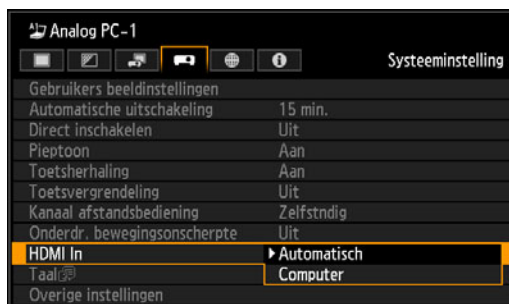 Analog PC-1
Systeeminstelling
Gebruikers beeldinstellingen
Automatische uitschakeling 15 min.
Direct inschakelen Uit
Pieptoon Aan
Toetsherhaling Aan
Toetsvergrendeling Uit
Kanaal afstandsbediening Zelfstndig
Onderdr. bewegingsonscherpte Uit
HDMI In Automatisch
Taal Computer
Overige instellingen